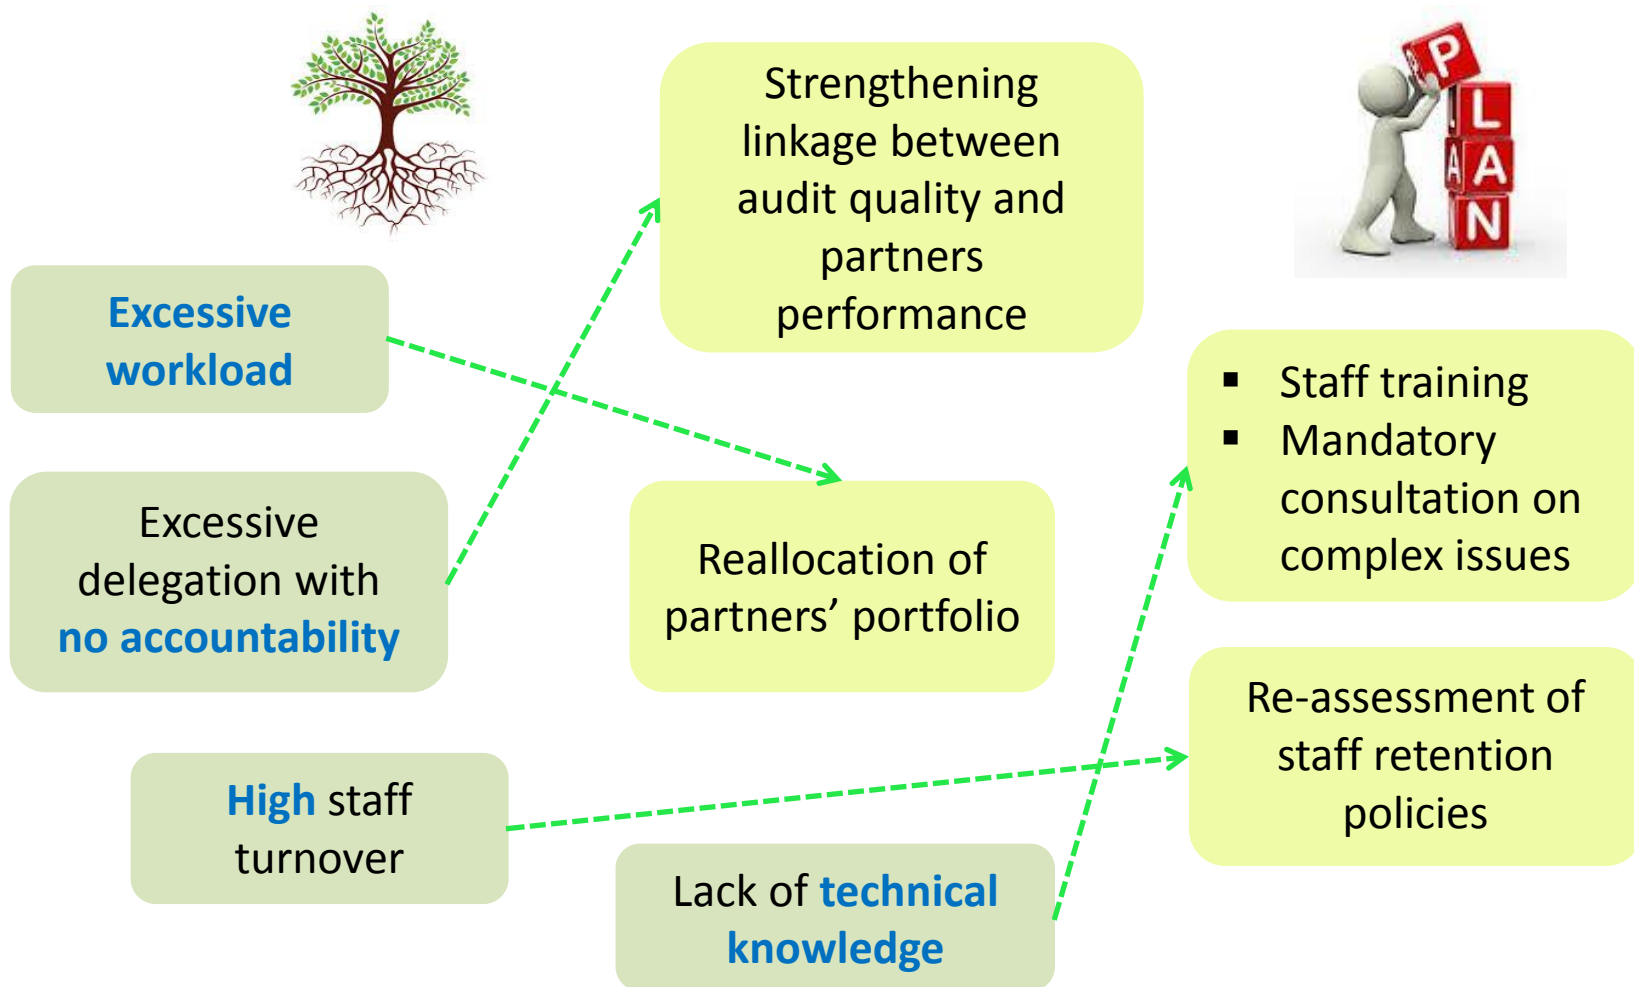 Strengthening
linkage between
audit quality and
partners
performance
P
L
A A
N
Excessive
workload
▪ Staff training
▪ Mandatory
consultation on
complex issues
Excessive
delegation with
no accountability
Reallocation of
partners’ portfolio
Re-assessment of
staff retention
policies
High staff
turnover
Lack of technical
knowledge